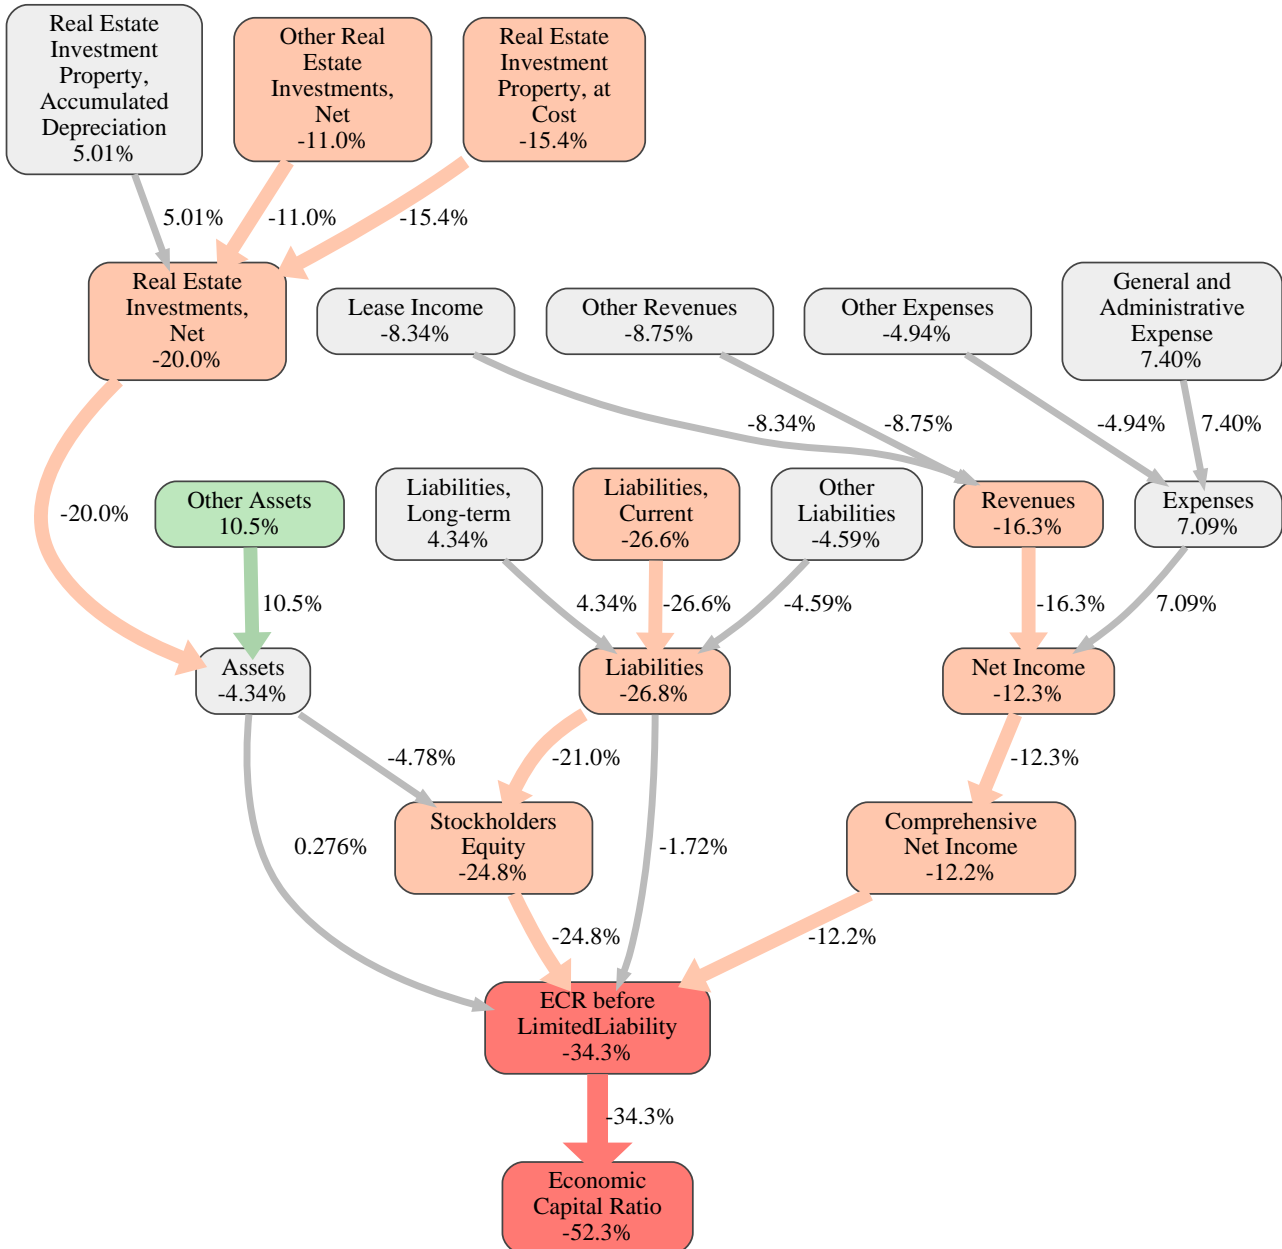 Real Estate
Investment
Property,
Accumulated
Depreciation
5.01%
Other Real
Estate
Investments,
Net
-11.0%
Real Estate
Investment
Property, at
Cost
-15.4%
5.01%
-11.0%
-15.4%
Real Estate
Investments,
Net
-20.0%
Lease Income
-8.34%
Other Revenues
-8.75%
Other Expenses
-4.94%
General and
Administrative
Expense
7.40%
-8.34%
-8.75%
-4.94%
7.40%
-20.0%
Other Assets
10.5%
Liabilities,
Long-term
4.34%
Liabilities,
Current
-26.6%
Other
Liabilities
-4.59%
Revenues
-16.3%
Expenses
7.09%
10.5%
4.34%
-26.6%
-4.59%
-16.3%
7.09%
Assets
-4.34%
Liabilities
-26.8%
Net Income
-12.3%
-4.78%
-21.0%
-12.3%
0.276%
Stockholders
Equity
-24.8%
-1.72%
Comprehensive
Net Income
-12.2%
-24.8%
-12.2%
ECR before
LimitedLiability
-34.3%
-34.3%
Economic
Capital Ratio
-52.3%